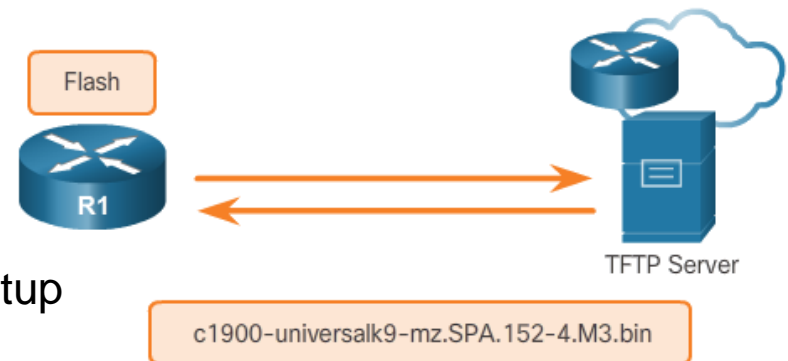 Flash
R1
TFTP Server
tup
c1900-universalk9-mz.SPA.152-4.M3.bin